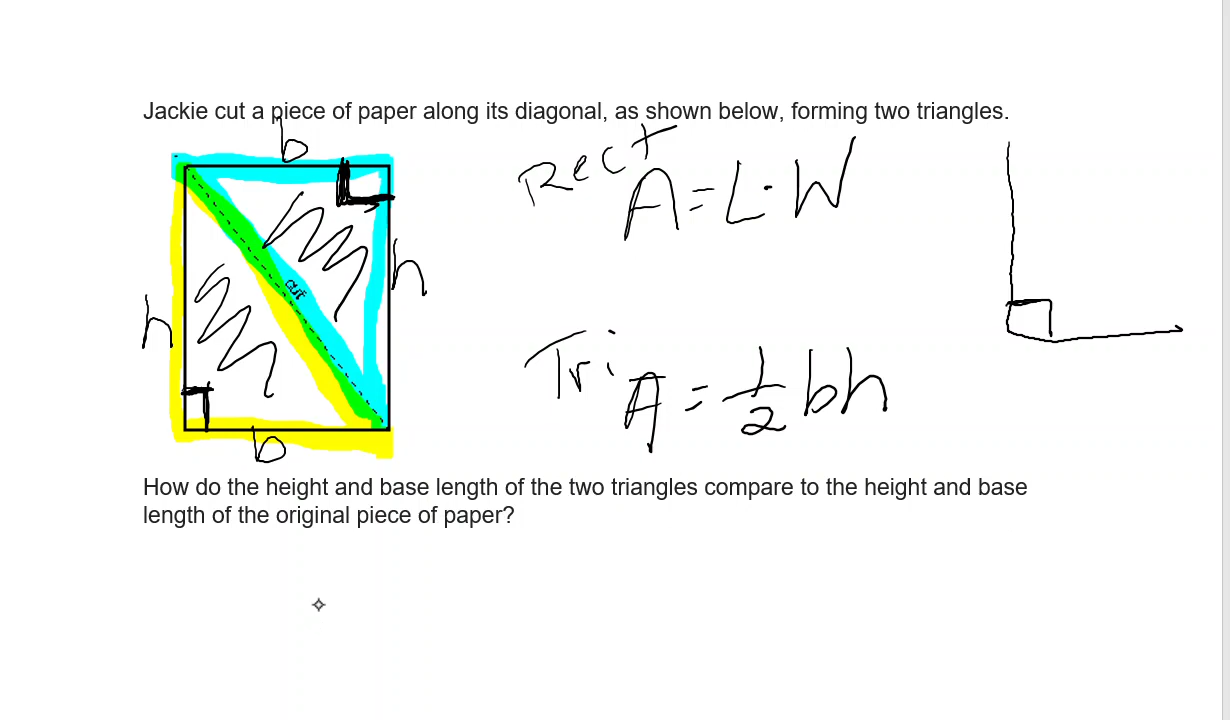 Jackie cut a piece of paper along its diagonal, as shown below, forming two triangles.
b
Rect
A = L · W
h
cut
h
Tri
A = 1/2 bh
b
How do the height and base length of the two triangles compare to the height and base
length of the original piece of paper?